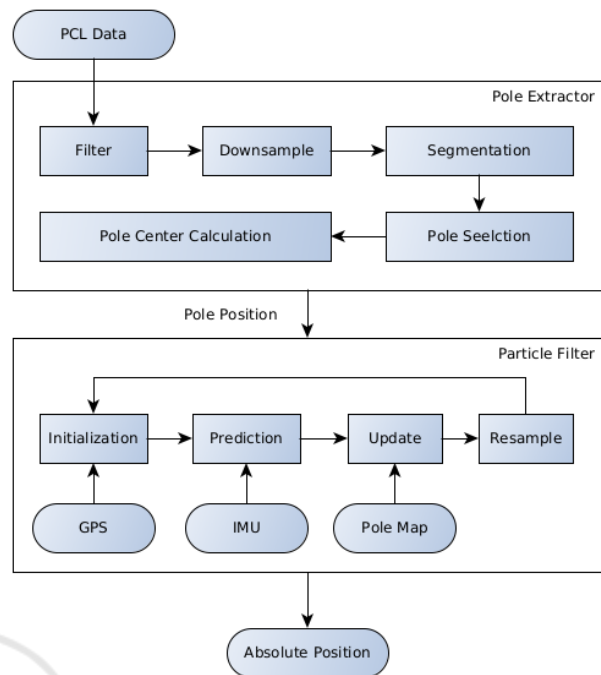 PCL Data
Pole Extractor
Filter
Downsample
Segmentation
Pole Center Calculation
Pole Seelction
Pole Position
Particle Filter
Initialization
Prediction
Update
Resample
GPS
IMU
Pole Map
Absolute Position